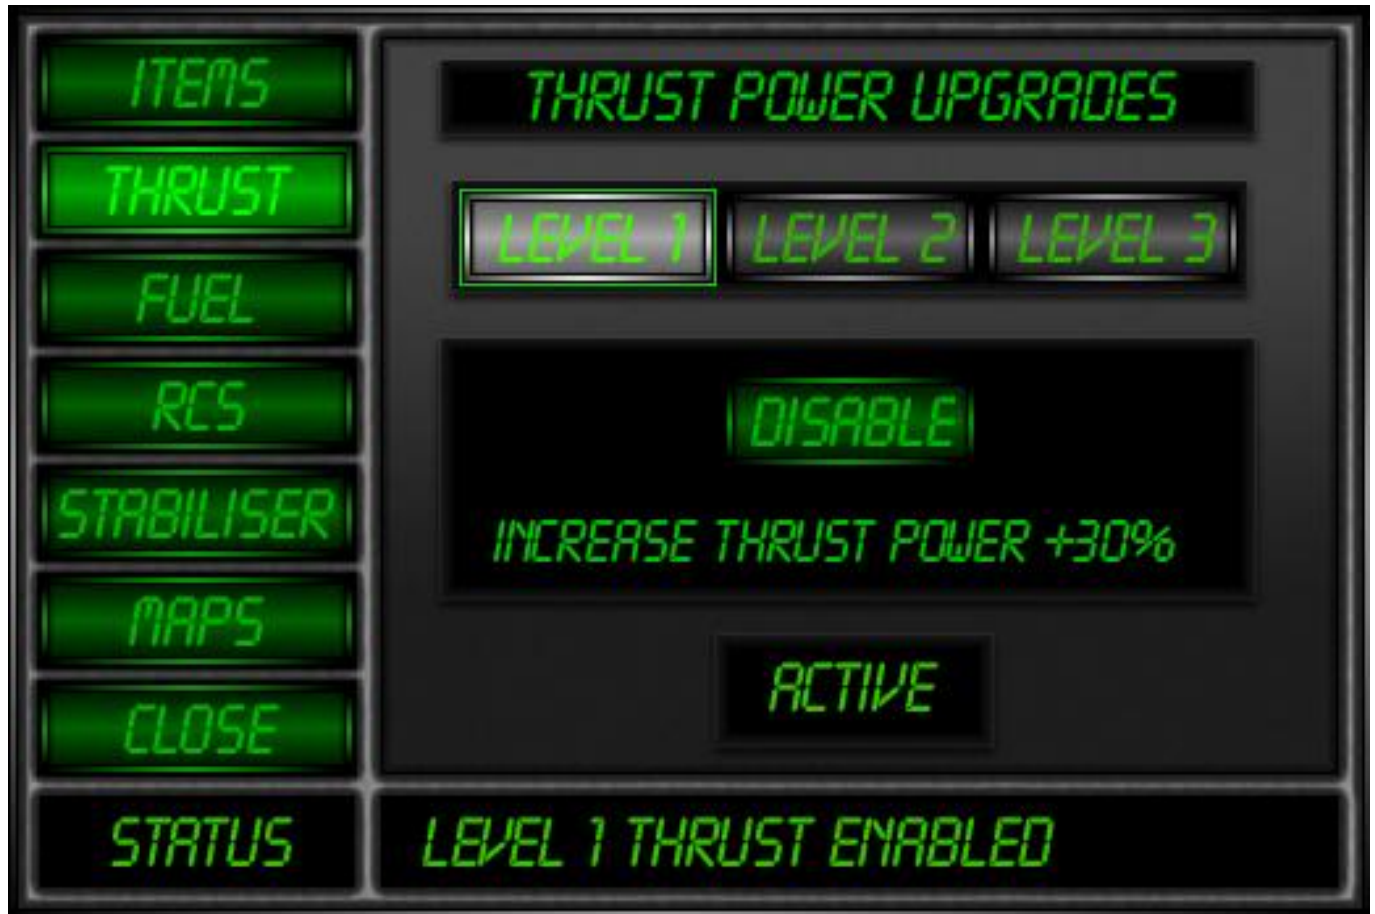 ITEMS
THRUST
FUEL
RCS
STABILISER
MAPS
CLOSE
THRUST POWER UPGRADES
LEVEL 1 LEVEL 2 LEVEL 3
DISABLE
INCREASE THRUST POWER +30%
ACTIVE
STATUS
LEVEL 1 THRUST ENABLED